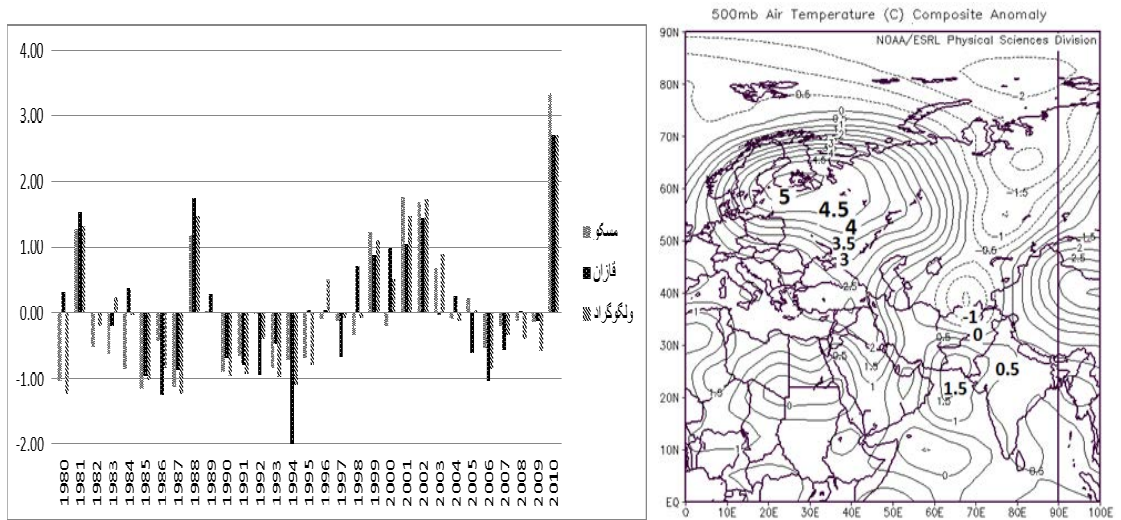 4.00
3.00
2.00
1.00
0.00
-1.00
-2.00
1980 1981 1982 1983 1984 1985 1986 1987 1988 1989 1990 1991 1992 1993 1994 1995 1996 1997 1998 1999 2000 2001 2002 2003 2004 2005 2006 2007 2008 2009 2010
مسکو
قازان
ولگوگراد
500mb Air Temperature (C) Composite Anomaly
NOAA/ESRL Physical Sciences Division
90N
80N
70N
60N
50N
40N
30N
20N
10N
EQ
0 10E 20E 30E 40E 50E 60E 70E 80E 90E 100E
5
4.5
4
3.5
3
-1
0
0.5
1.5